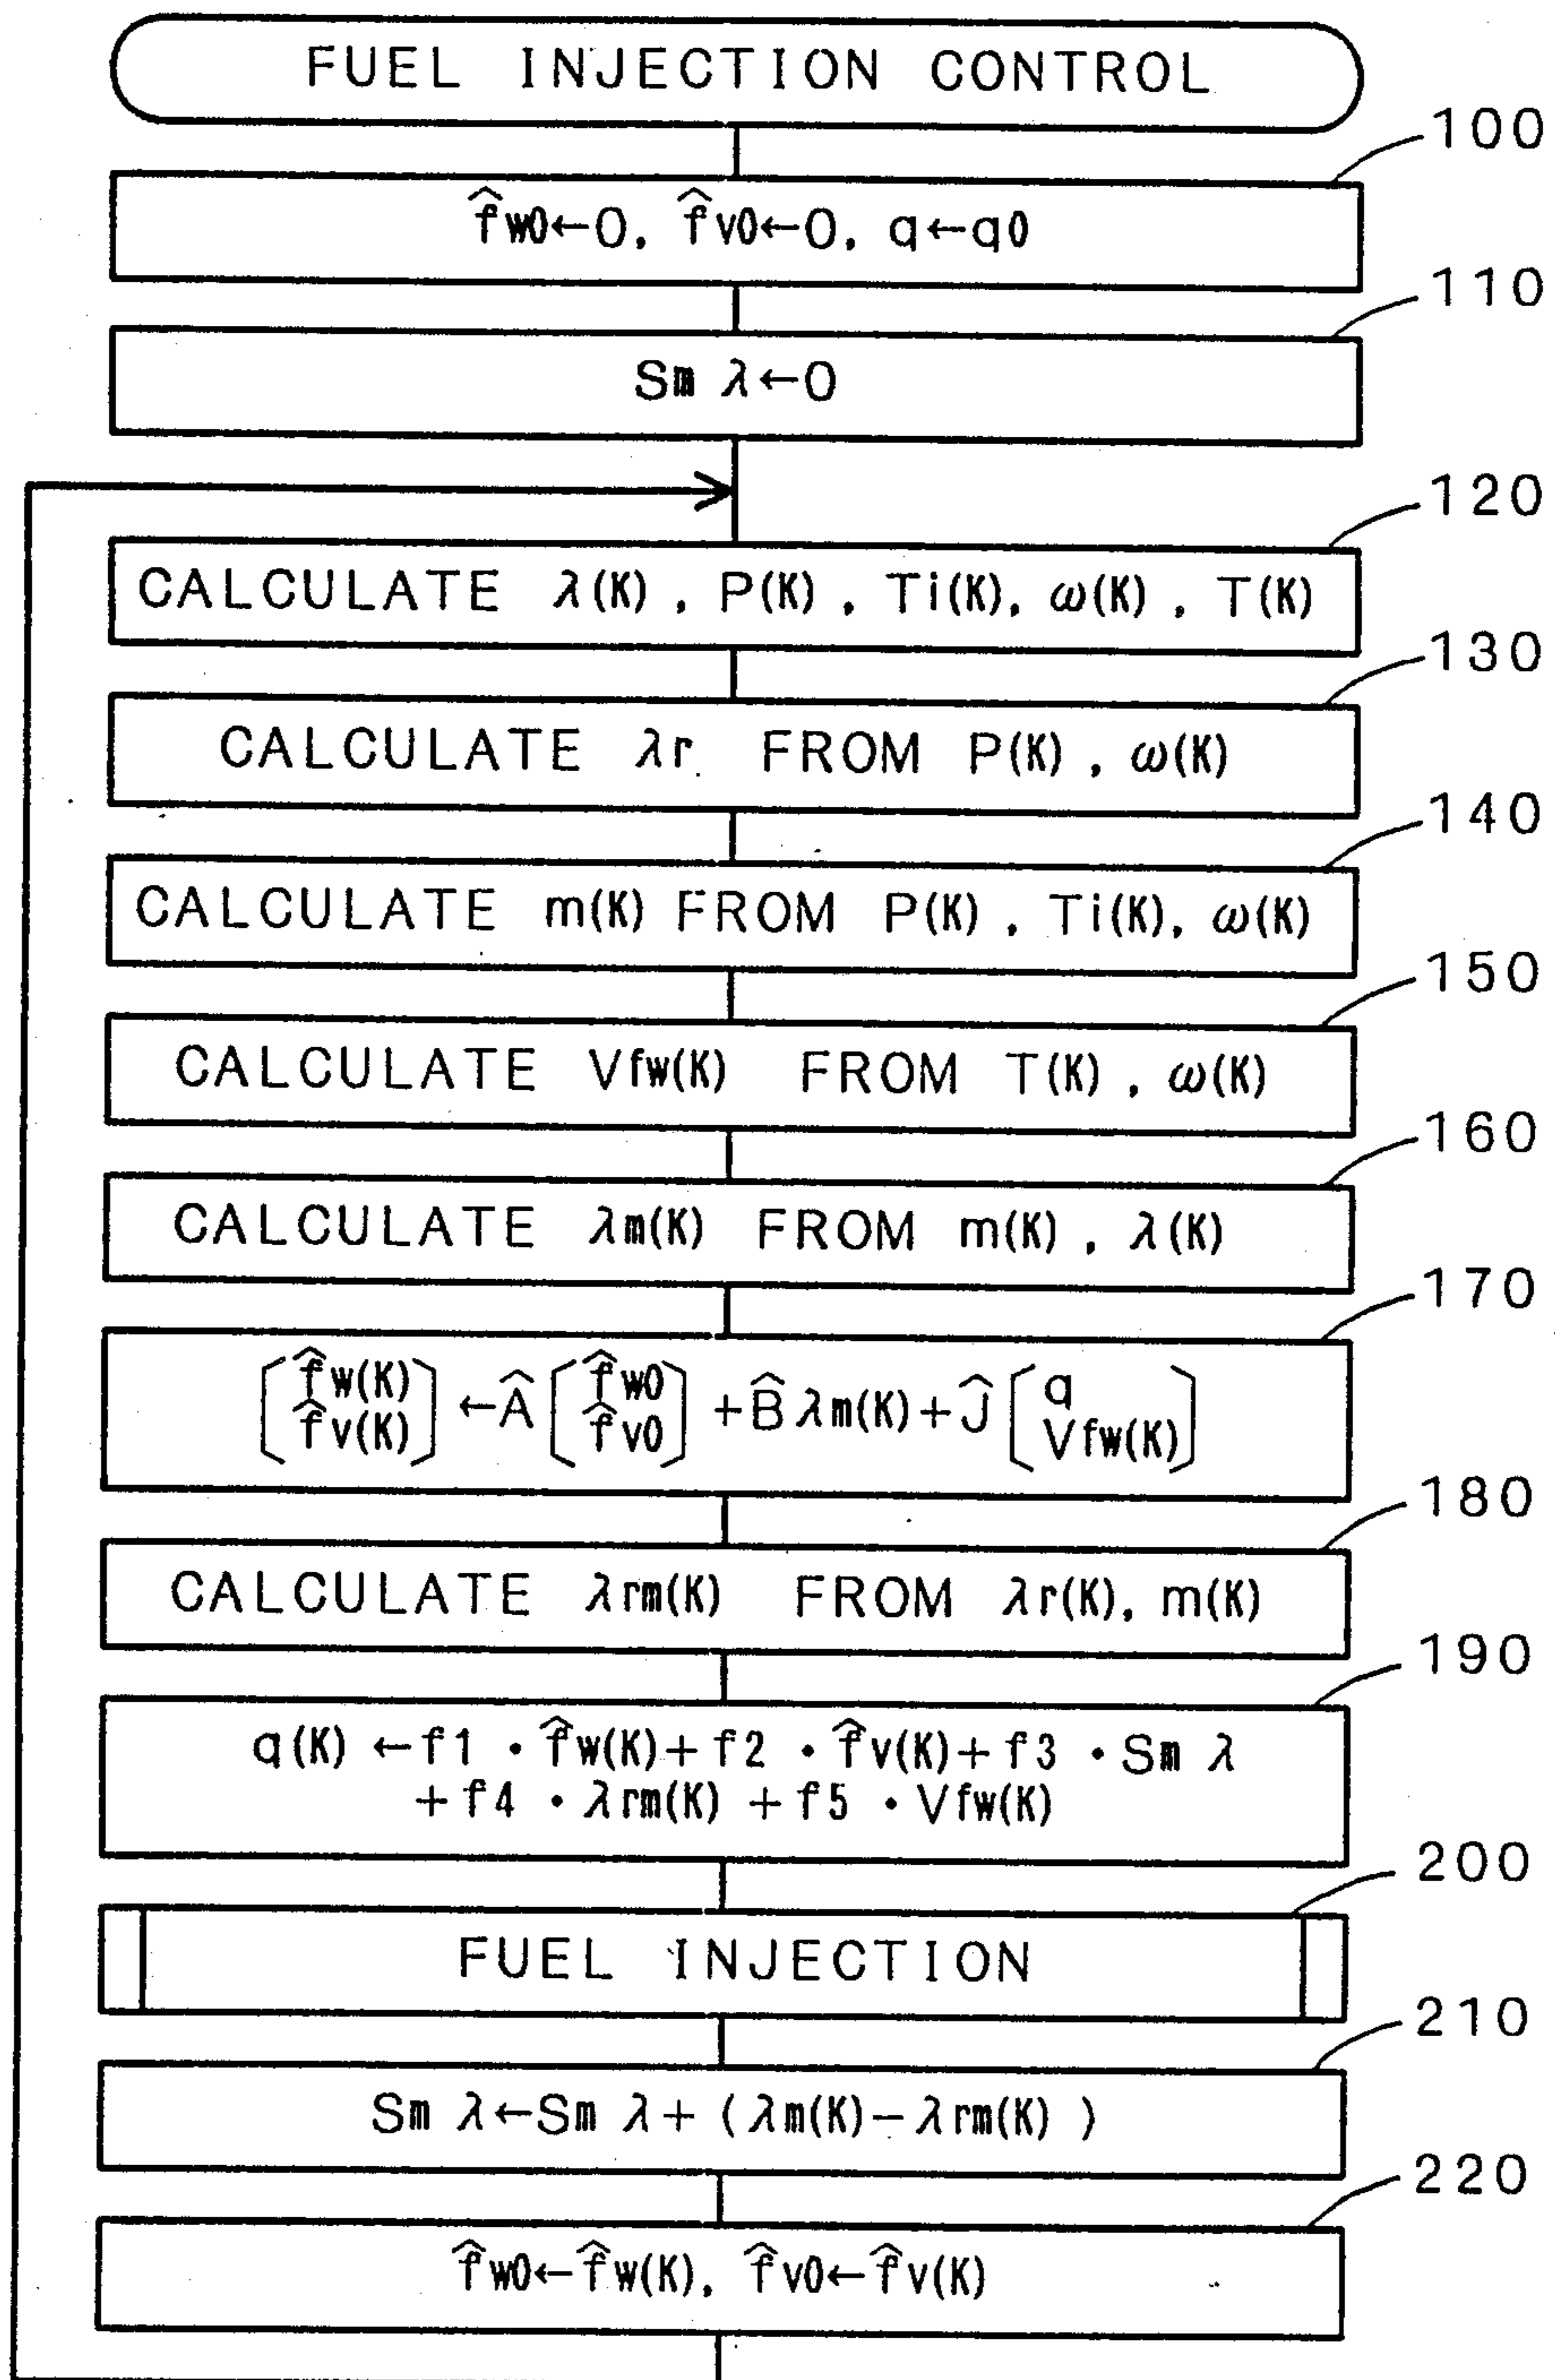 FUEL INJECTION CONTROL
100
f̂w0←0, f̂v0←0, q←q0
110
Sm λ←0
120
CALCULATE λ(K), P(K), Ti(K), ω(K), T(K)
130
CALCULATE λr FROM P(K), ω(K)
140
CALCULATE m(K) FROM P(K), Ti(K), ω(K)
150
CALCULATE Vfw(K) FROM T(K), ω(K)
160
CALCULATE λm(K) FROM m(K), λ(K)
170
[f̂w(K) f̂v(K)] ←Â [f̂w0 f̂v0] +B̂ λm(K)+Ĵ [q Vfw(K)]
180
CALCULATE λrm(K) FROM λr(K), m(K)
190
q(K) ←f1 · f̂w(K)+f2 · f̂v(K)+f3 · Sm λ
+f4 · λrm(K) +f5 · Vfw(K)
200
FUEL INJECTION
210
Sm λ←Sm λ+ (λm(K)-λrm(K) )
220
f̂w0←f̂w(K), f̂v0←f̂v(K)